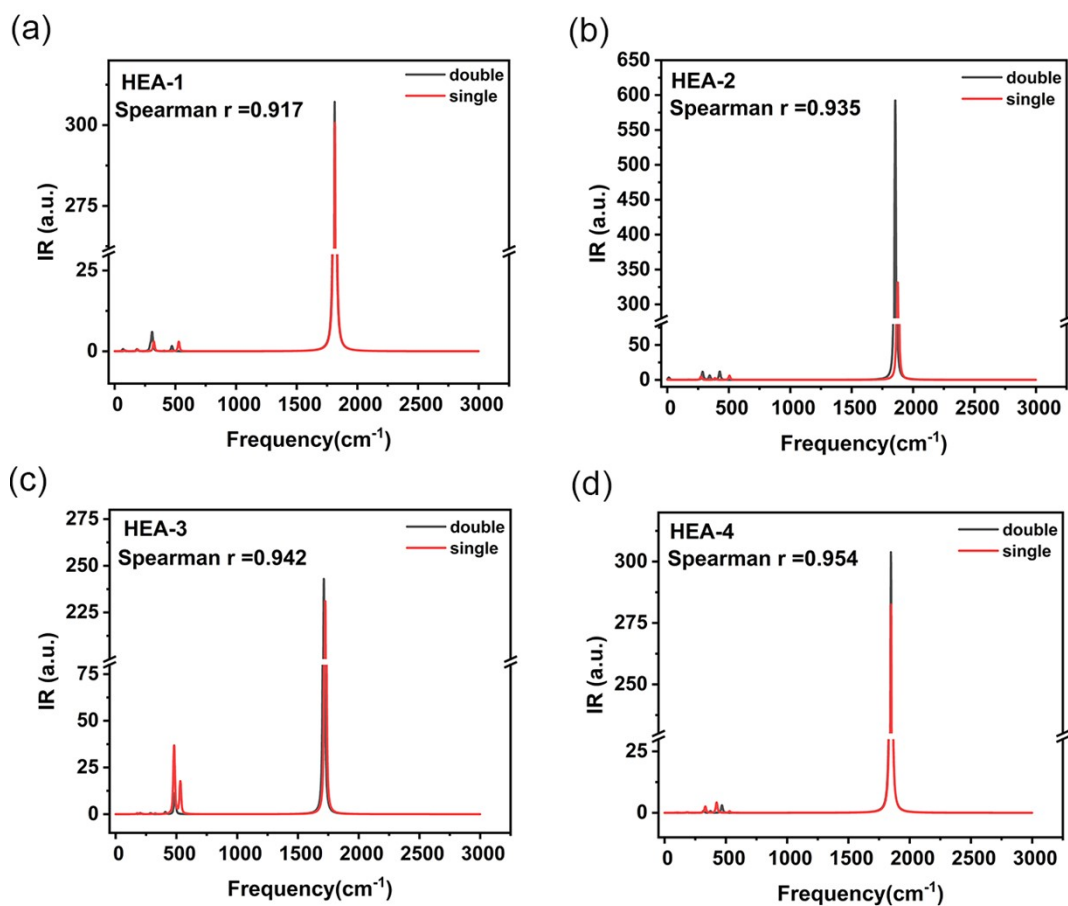 (a)
HEA-1
Spearman r =0.917
double
single
300
275
25
0
IR (a.u.)
0 500 1000 1500 2000 2500 3000
Frequency(cm⁻¹)
(b)
HEA-2
Spearman r =0.935
double
single
650
600
550
500
450
400
350
300
50
0
IR (a.u.)
0 500 1000 1500 2000 2500 3000
Frequency(cm⁻¹)
(c)
HEA-3
Spearman r =0.942
double
single
275
250
225
75
50
25
0
IR (a.u.)
0 500 1000 1500 2000 2500 3000
Frequency(cm⁻¹)
(d)
HEA-4
Spearman r =0.954
double
single
300
275
250
25
0
IR (a.u.)
0 500 1000 1500 2000 2500 3000
Frequency(cm⁻¹)